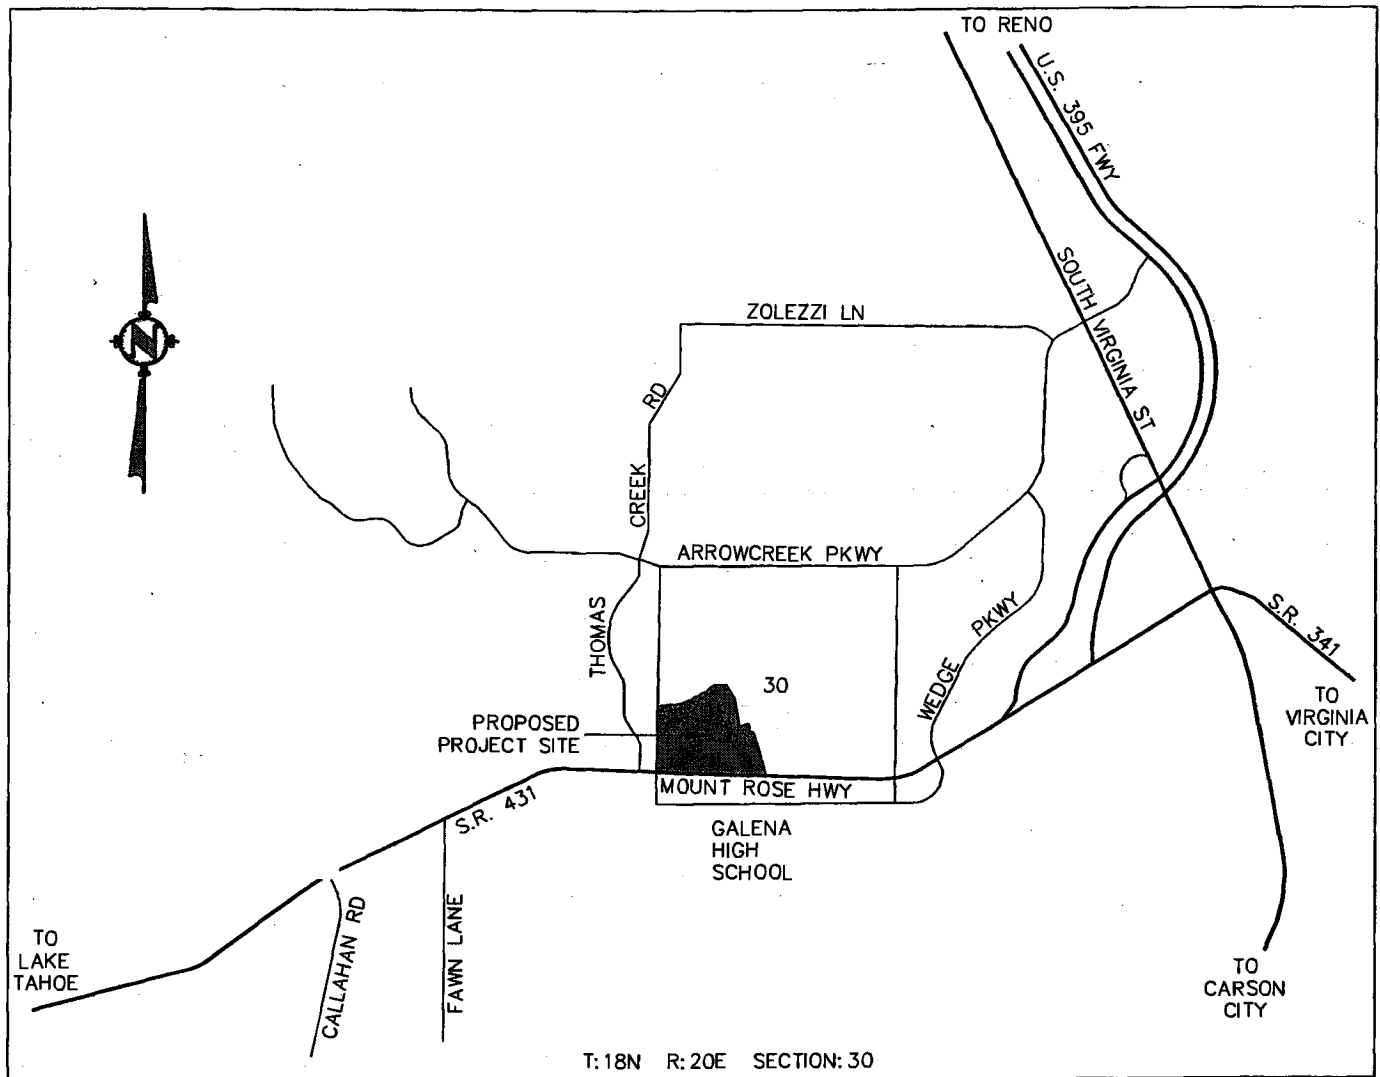 TO RENO
U.S. 395 FWY
SOUTH VIRGINIA ST
ZOLEZZI LN
N
THOMAS CREEK RD
ARROWCREEK PKWY
WEDGE PKWY
S.R. 341
30
TO
VIRGINIA
CITY
PROPOSED
PROJECT SITE
MOUNT ROSE HWY
S.R. 431
GALENA
HIGH
SCHOOL
CALLAHAN RD
FAWN LANE
TO
LAKE
TAHOE
TO
CARSON
CITY
T:18N R:20E SECTION:30